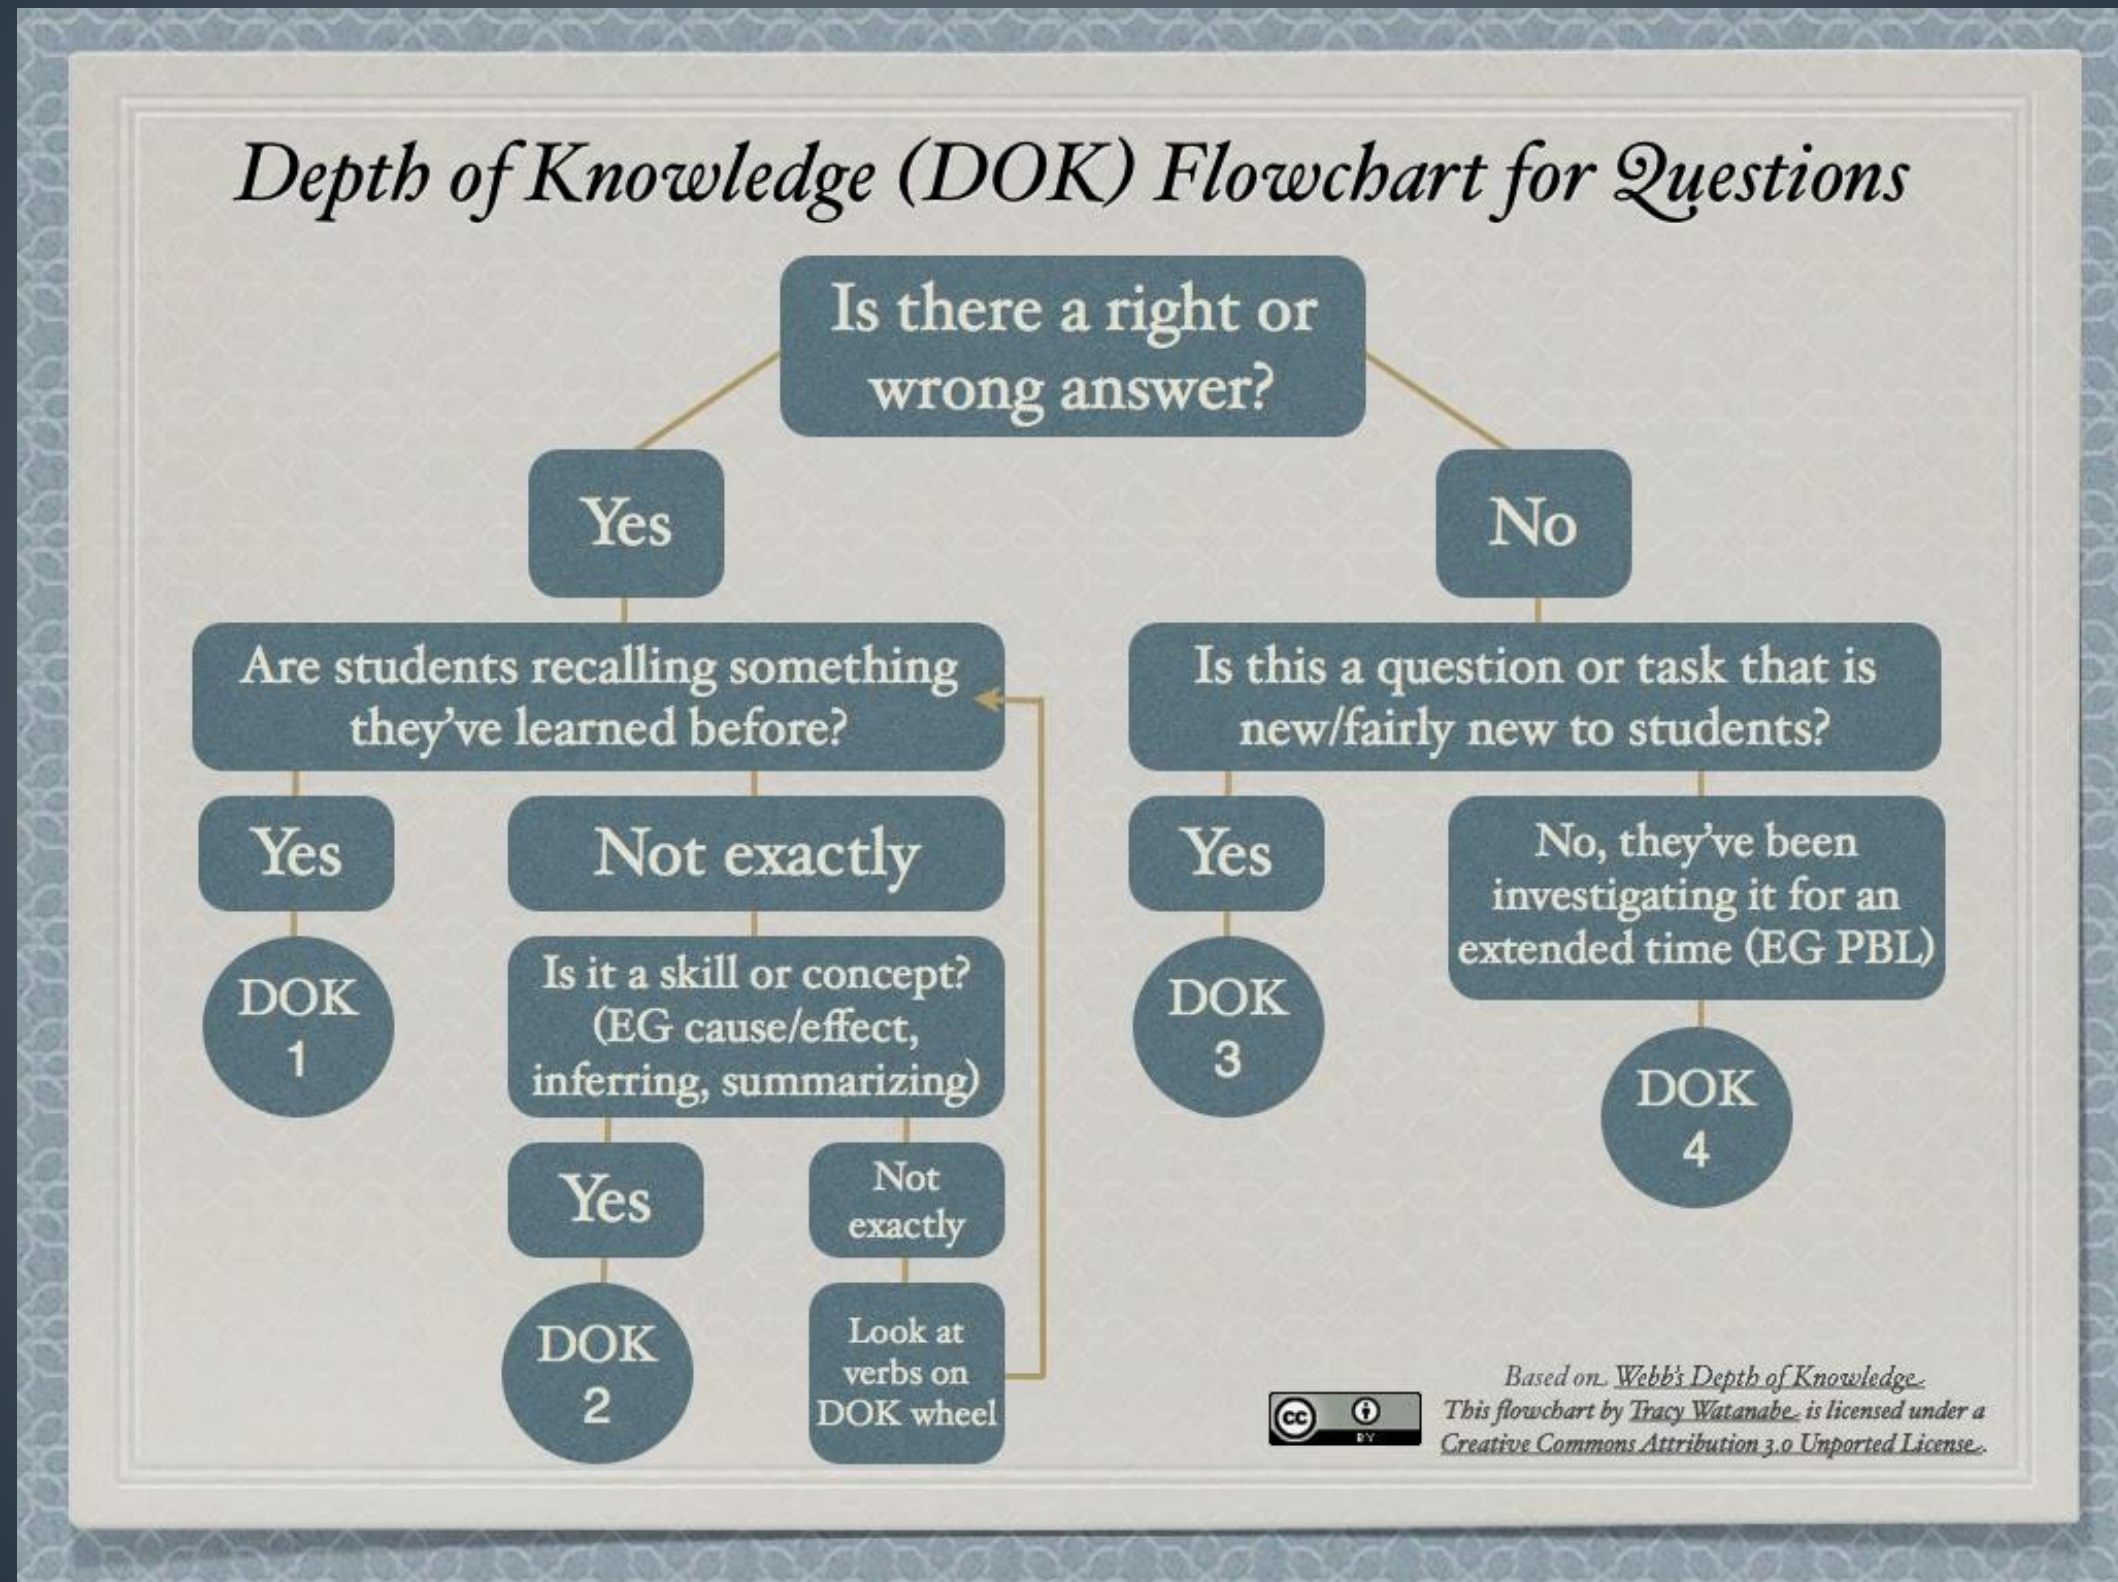 Depth of Knowledge (DOK) Flowchart for Questions
Is there a right or
wrong answer?
Yes
No
Are students recalling something
they've learned before?
Is this a question or task that is
new/fairly new to students?
Yes
Not exactly
Yes
No, they've been
investigating it for an
extended time (EG PBL)
DOK
1
Is it a skill or concept?
(EG cause/effect,
inferring, summarizing)
DOK
3
DOK
4
Yes
Not
exactly
DOK
2
Look at
verbs on
DOK wheel
Based on Webb's Depth of Knowledge
This flowchart by Tracy Watanabe is licensed under a
Creative Commons Attribution 3.0 Unported License.
cc
BY